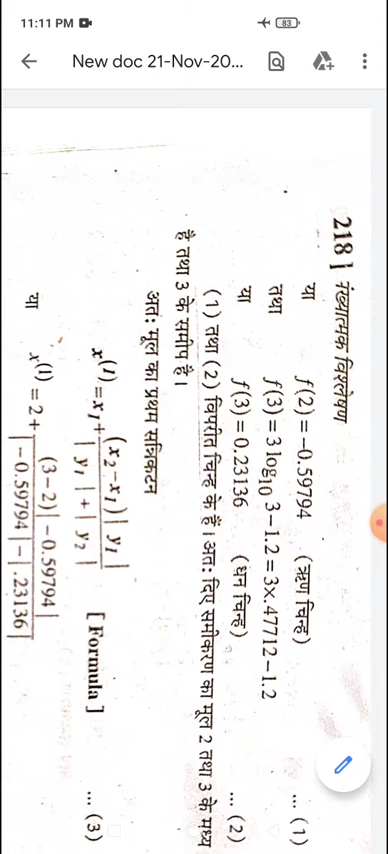 11:11 PM
83
New doc 21-Nov-20...
218 ] संख्यात्मक विश्लेषण
या f(2)=−0.59794 (ऋण चिन्ह) ... (1)
तथा f(3)=3 log₁₀ 3−1.2=3×.47712−1.2
या f(3)=0.23136 (धन चिन्ह) ... (2)
(1) तथा (2) विपरीत चिन्ह के हैं। अतः दिए समीकरण का मूल 2 तथा 3 के मध्य
है तथा 3 के समीप है।
अतः मूल का प्रथम सन्निकटन
x⁽¹⁾=x₁+ (x₂−x₁)| y₁ | / | y₁ |+| y₂ | [ Formula ] ... (3)
या x⁽¹⁾=2+ (3−2)|−0.59794| / |−0.59794|−|.23136|